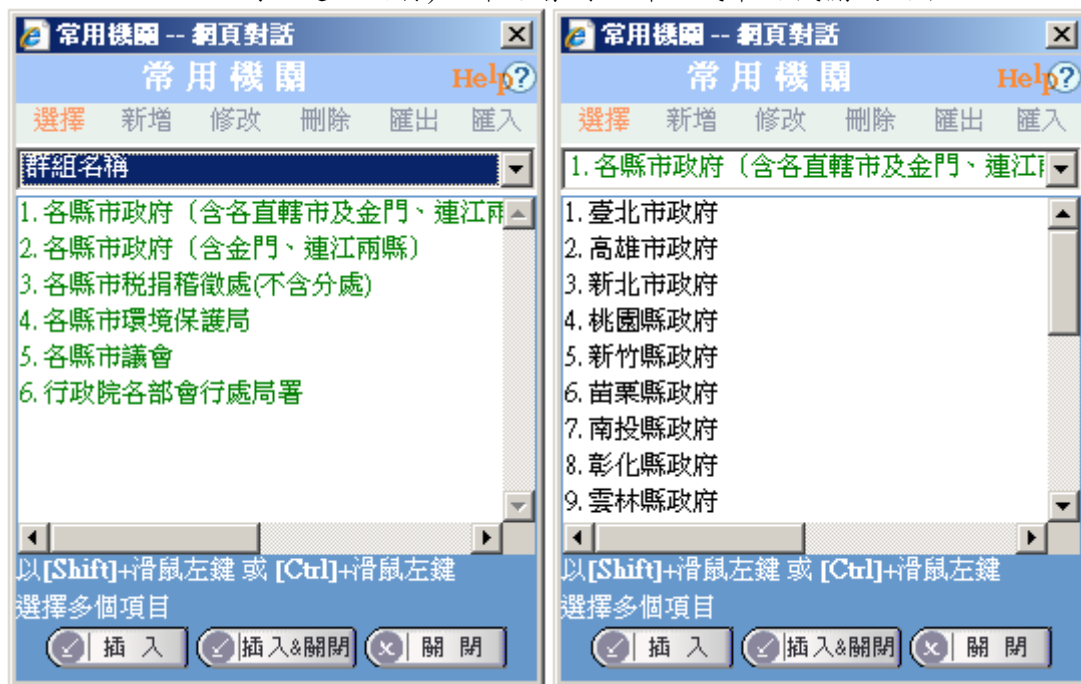 常用機關 -- 網頁對話
常用機關 Help?
選擇 新增 修改 刪除 匯出 匯入
群組名稱
1. 各縣市政府（含各直轄市及金門、連江兩
2. 各縣市政府（含金門、連江兩縣）
3. 各縣市稅捐稽徵處(不含分處)
4. 各縣市環境保護局
5. 各縣市議會
6. 行政院各部會行處局署
以[Shift]+滑鼠左鍵 或 [Ctrl]+滑鼠左鍵
選擇多個項目
插 入 插入&關閉 關 閉
常用機關 -- 網頁對話
常用機關 Help?
選擇 新增 修改 刪除 匯出 匯入
1. 各縣市政府（含各直轄市及金門、連江
1. 臺北市政府
2. 高雄市政府
3. 新北市政府
4. 桃園縣政府
5. 新竹縣政府
6. 苗栗縣政府
7. 南投縣政府
8. 彰化縣政府
9. 雲林縣政府
以[Shift]+滑鼠左鍵 或 [Ctrl]+滑鼠左鍵
選擇多個項目
插 入 插入&關閉 關 閉